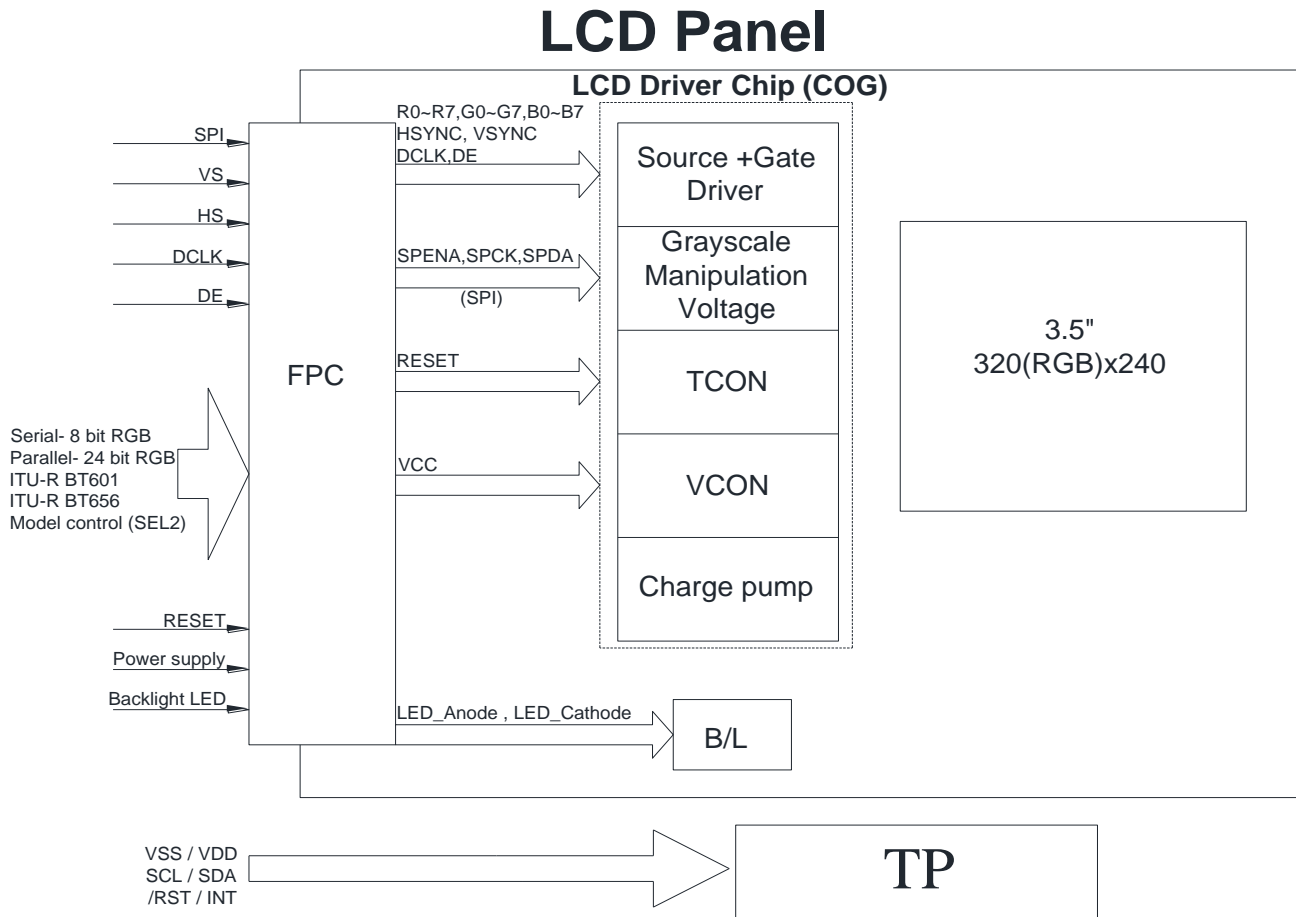 LCD Panel
LCD Driver Chip (COG)
SPI
VS
HS
DCLK
DE
Serial- 8 bit RGB
Parallel- 24 bit RGB
ITU-R BT601
ITU-R BT656
Model control (SEL2)
RESET
Power supply
Backlight LED
FPC
R0~R7,G0~G7,B0~B7
HSYNC, VSYNC
DCLK,DE
SPENA,SPCK,SPDA
(SPI)
RESET
VCC
LED_Anode , LED_Cathode
Source +Gate
Driver
Grayscale
Manipulation
Voltage
TCON
VCON
Charge pump
B/L
3.5"
320(RGB)x240
VSS / VDD
SCL / SDA
/RST / INT
TP